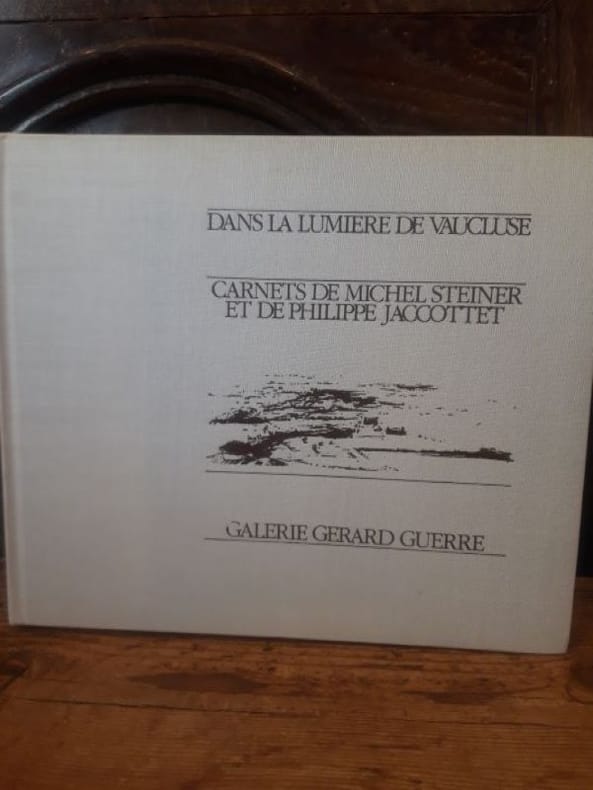 DANS LA LUMIERE DE VAUCLUSE
CARNETS DE MICHEL STEINER
ET DE PHILIPPE JACCOTTET
GALERIE GERARD GUERRE